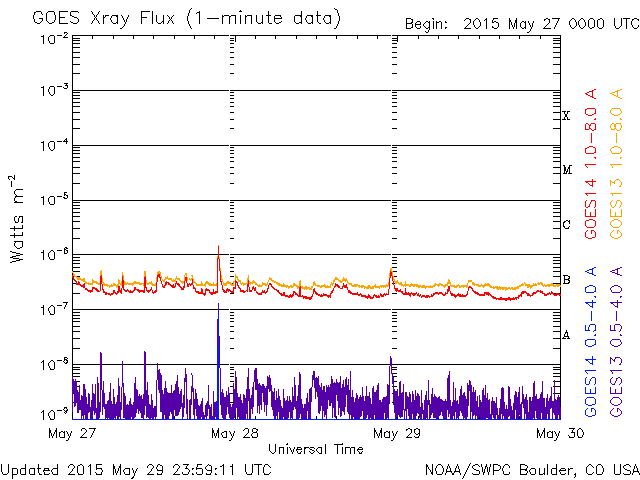 GOES Xray Flux (1-minute data)
Begin: 2015 May 27 0000 UTC
10-2
10-3
10-4
10-5
10-6
10-7
10-8
10-9
Watts m-2
X
M
C
B
A
GOES14 1.0-8.0 A
GOES13 1.0-8.0 A
GOES14 0.5-4.0 A
GOES13 0.5-4.0 A
May 27
May 28
May 29
May 30
Universal Time
Updated 2015 May 29 23:59:11 UTC
NOAA/SWPC Boulder, CO USA